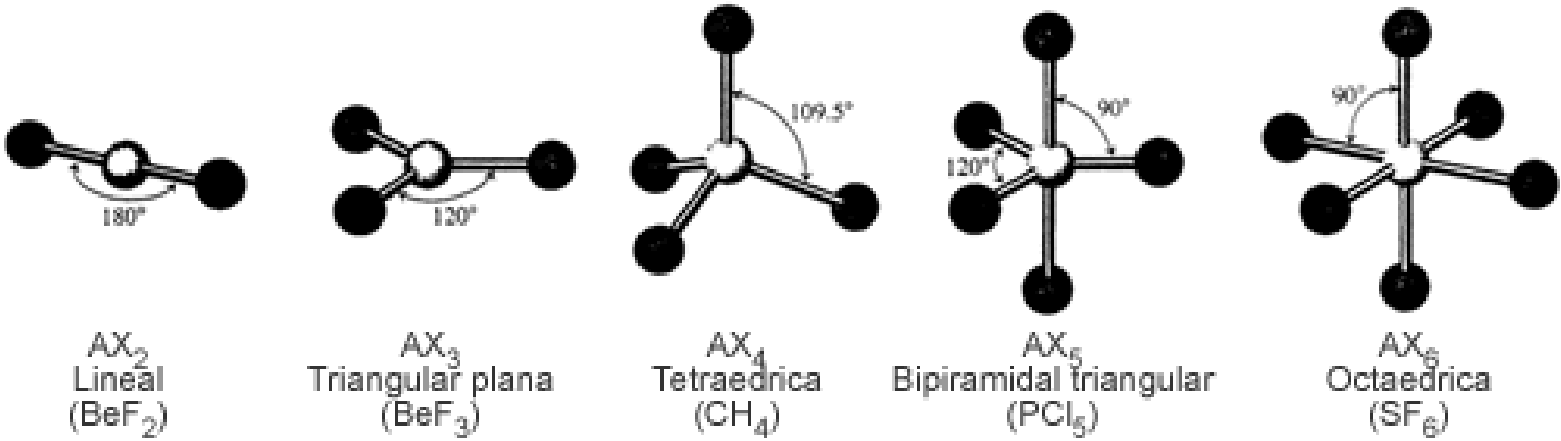 180°
120°
109.5°
90°
120°
90°
AX₂
Lineal
(BeF₂)
AX₃
Triangular plana
(BeF₃)
AX₄
Tetraedrica
(CH₄)
AX₅
Bipiramidal triangular
(PCl₅)
AX₆
Octaedrica
(SF₆)